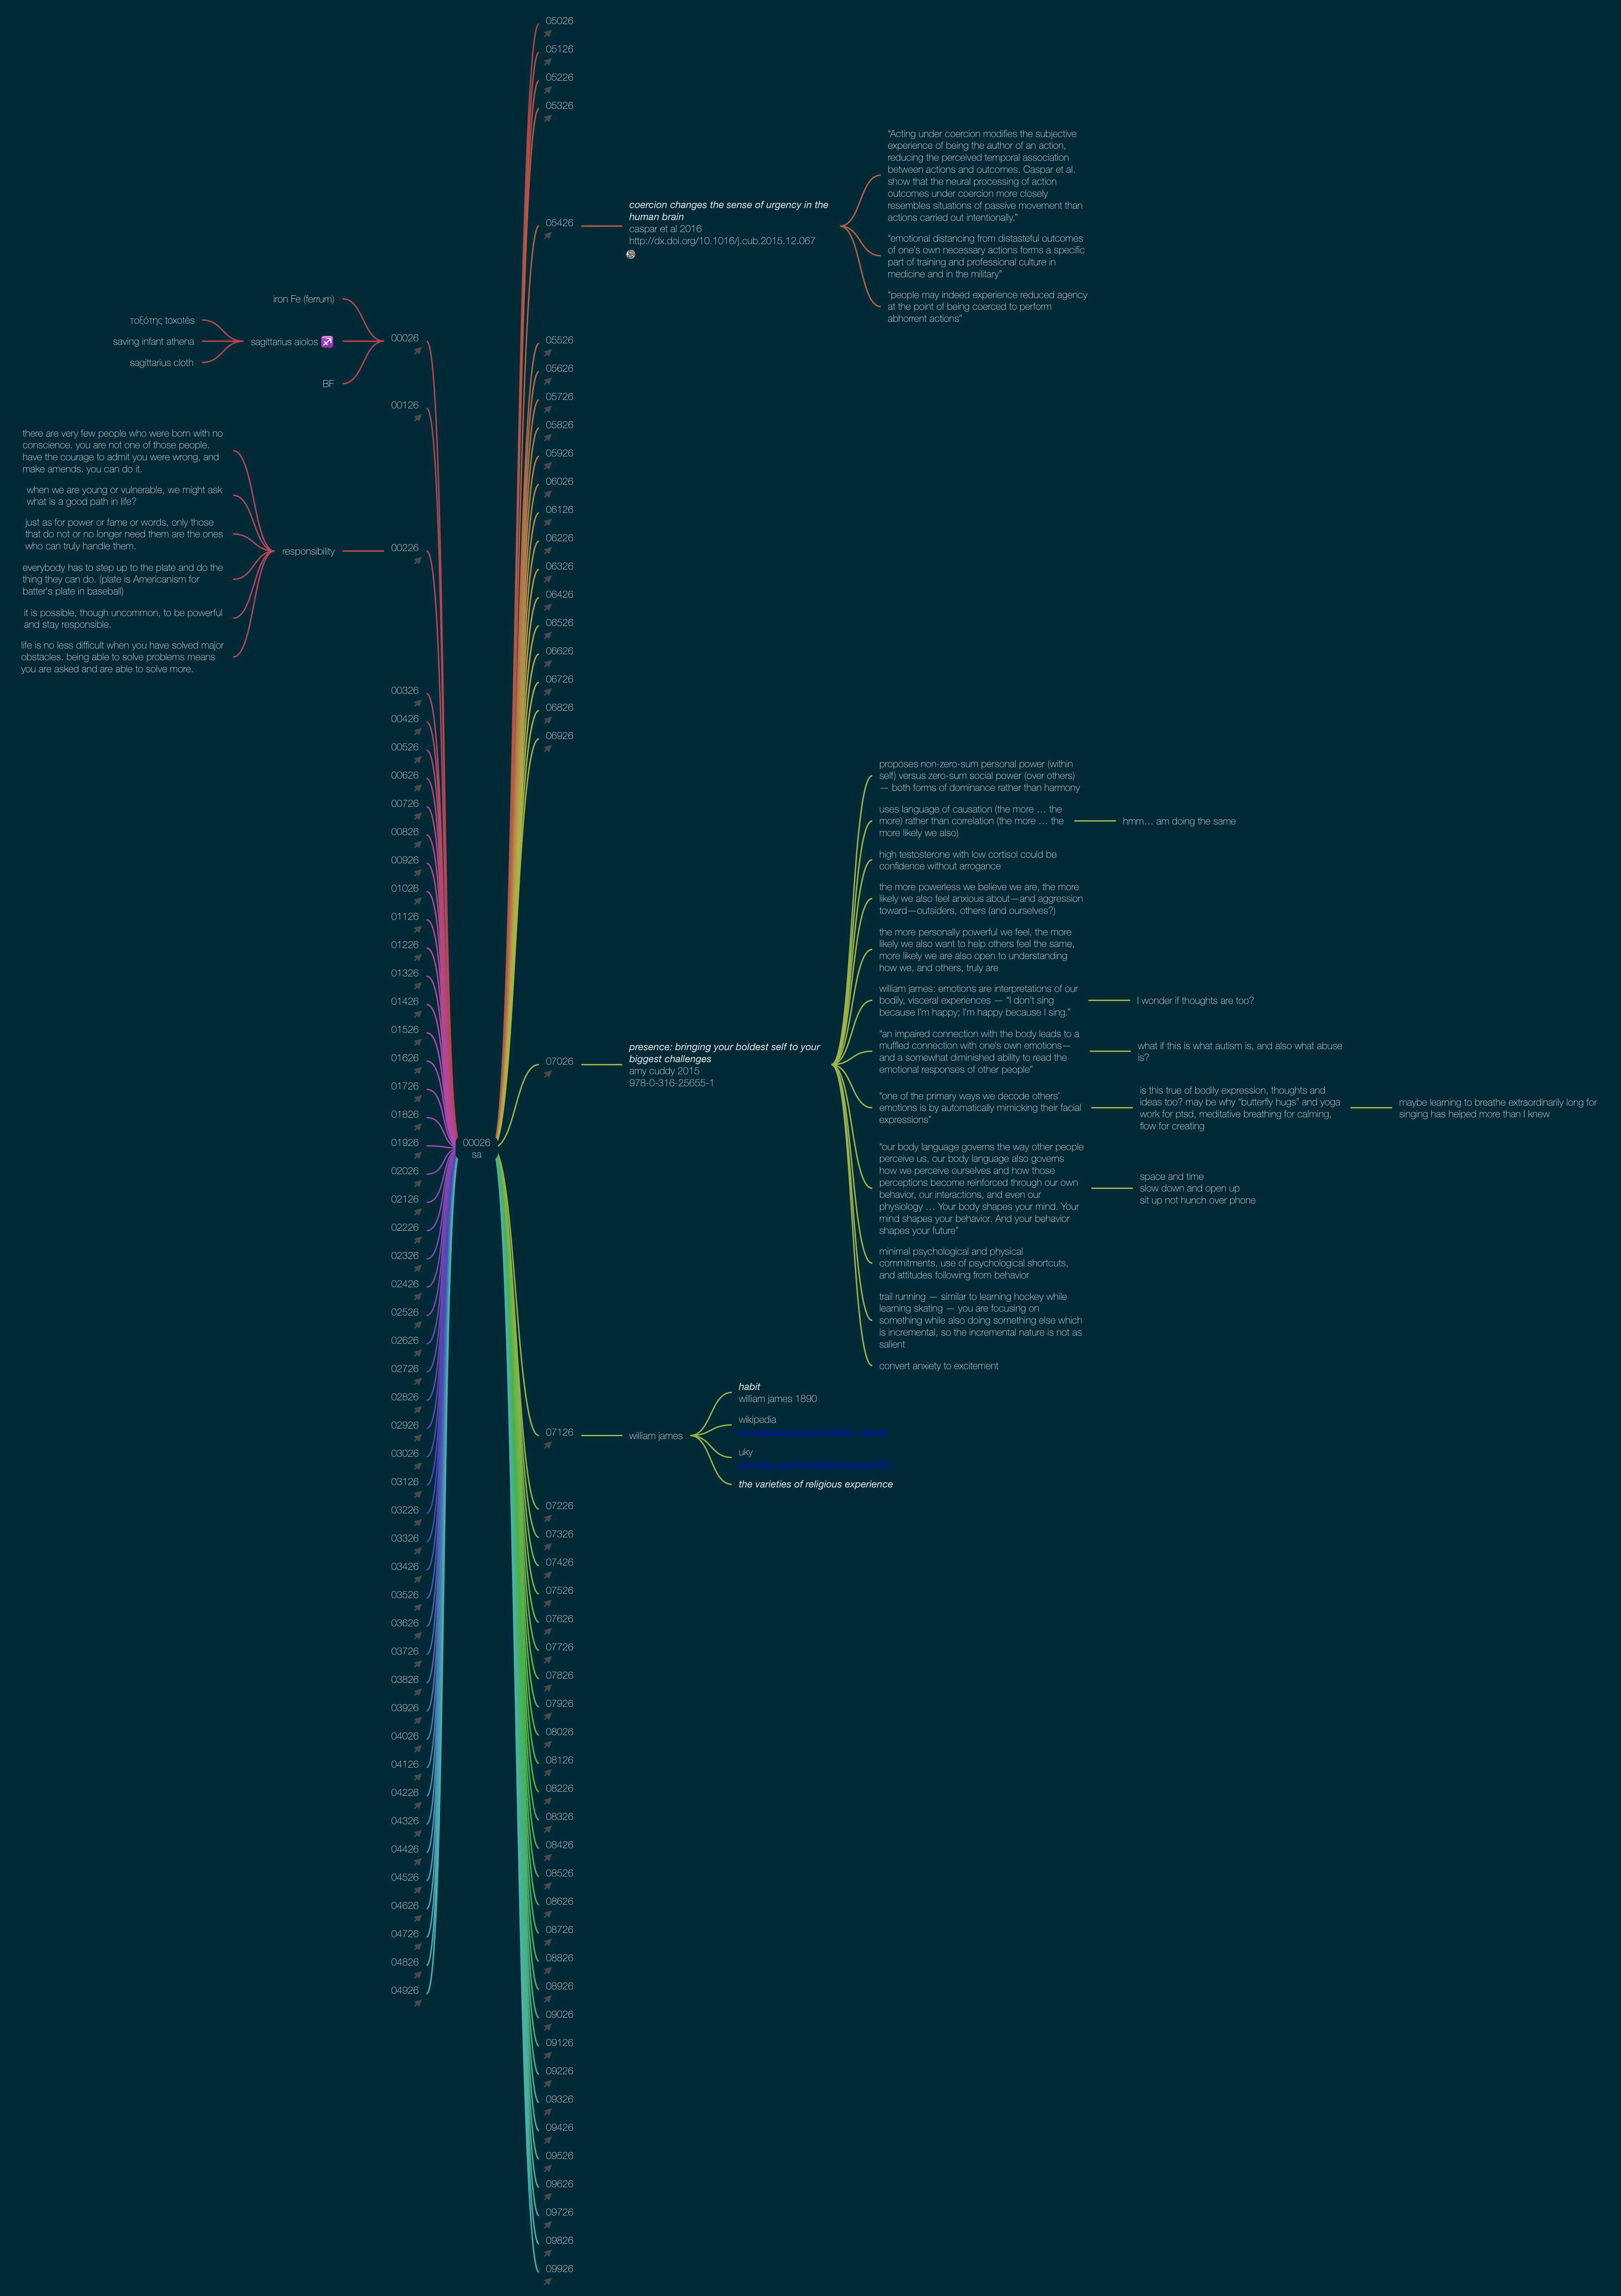 00026
sa
00026
iron Fe (ferrum)
sagittarius aiolos ♐
τοξότης toxotēs
saving infant athena
sagittarius cloth
BF
00126
00226
responsibility
there are very few people who were born with no
conscience. you are not one of those people.
have the courage to admit you were wrong, and
make amends. you can do it.
when we are young or vulnerable, we might ask
what is a good path in life?
just as for power or fame or words, only those
that do not or no longer need them are the ones
who can truly handle them.
everybody has to step up to the plate and do the
thing they can do. (plate is Americanism for
batter's plate in baseball)
it is possible, though uncommon, to be powerful
and stay responsible.
life is no less difficult when you have solved major
obstacles. being able to solve problems means
you are asked and are able to solve more.
00326
00426
00526
00626
00726
00826
00926
01026
01126
01226
01326
01426
01526
01626
01726
01826
01926
02026
02126
02226
02326
02426
02526
02626
02726
02826
02926
03026
03126
03226
03326
03426
03526
03626
03726
03826
03926
04026
04126
04226
04326
04426
04526
04626
04726
04826
04926
05026
05126
05226
05326
05426
coercion changes the sense of urgency in the
human brain
caspar et al 2016
http://dx.doi.org/10.1016/j.cub.2015.12.067
“Acting under coercion modifies the subjective
experience of being the author of an action,
reducing the perceived temporal association
between actions and outcomes. Caspar et al.
show that the neural processing of action
outcomes under coercion more closely
resembles situations of passive movement than
actions carried out intentionally.”
“emotional distancing from distasteful outcomes
of one’s own necessary actions forms a specific
part of training and professional culture in
medicine and in the military”
“people may indeed experience reduced agency
at the point of being coerced to perform
abhorrent actions”
05526
05626
05726
05826
05926
06026
06126
06226
06326
06426
06526
06626
06726
06826
06926
07026
presence: bringing your boldest self to your
biggest challenges
amy cuddy 2015
978-0-316-25655-1
proposes non-zero-sum personal power (within
self) versus zero-sum social power (over others)
— both forms of dominance rather than harmony
uses language of causation (the more … the
more) rather than correlation (the more … the
more likely we also)
hmm… am doing the same
high testosterone with low cortisol could be
confidence without arrogance
the more powerless we believe we are, the more
likely we also feel anxious about—and aggression
toward—outsiders, others (and ourselves?)
the more personally powerful we feel, the more
likely we also want to help others feel the same,
more likely we are also open to understanding
how we, and others, truly are
william james: emotions are interpretations of our
bodily, visceral experiences — “I don’t sing
because I’m happy; I’m happy because I sing.”
I wonder if thoughts are too?
“an impaired connection with the body leads to a
muffled connection with one’s own emotions—
and a somewhat diminished ability to read the
emotional responses of other people”
what if this is what autism is, and also what abuse
is?
“one of the primary ways we decode others’
emotions is by automatically mimicking their facial
expressions”
is this true of bodily expression, thoughts and
ideas too? may be why “butterfly hugs” and yoga
work for ptsd, meditative breathing for calming,
flow for creating
maybe learning to breathe extraordinarily long for
singing has helped more than I knew
“our body language governs the way other people
perceive us, our body language also governs
how we perceive ourselves and how those
perceptions become reinforced through our own
behavior, our interactions, and even our
physiology … Your body shapes your mind. Your
mind shapes your behavior. And your behavior
shapes your future”
space and time
slow down and open up
sit up not hunch over phone
minimal psychological and physical
commitments, use of psychological shortcuts,
and attitudes following from behavior
trail running — similar to learning hockey while
learning skating — you are focusing on
something while also doing something else which
is incremental, so the incremental nature is not as
salient
convert anxiety to excitement
07126
william james
habit
william james 1890
wikipedia
uky
the varieties of religious experience
07226
07326
07426
07526
07626
07726
07826
07926
08026
08126
08226
08326
08426
08526
08626
08726
08826
08926
09026
09126
09226
09326
09426
09526
09626
09726
09826
09926